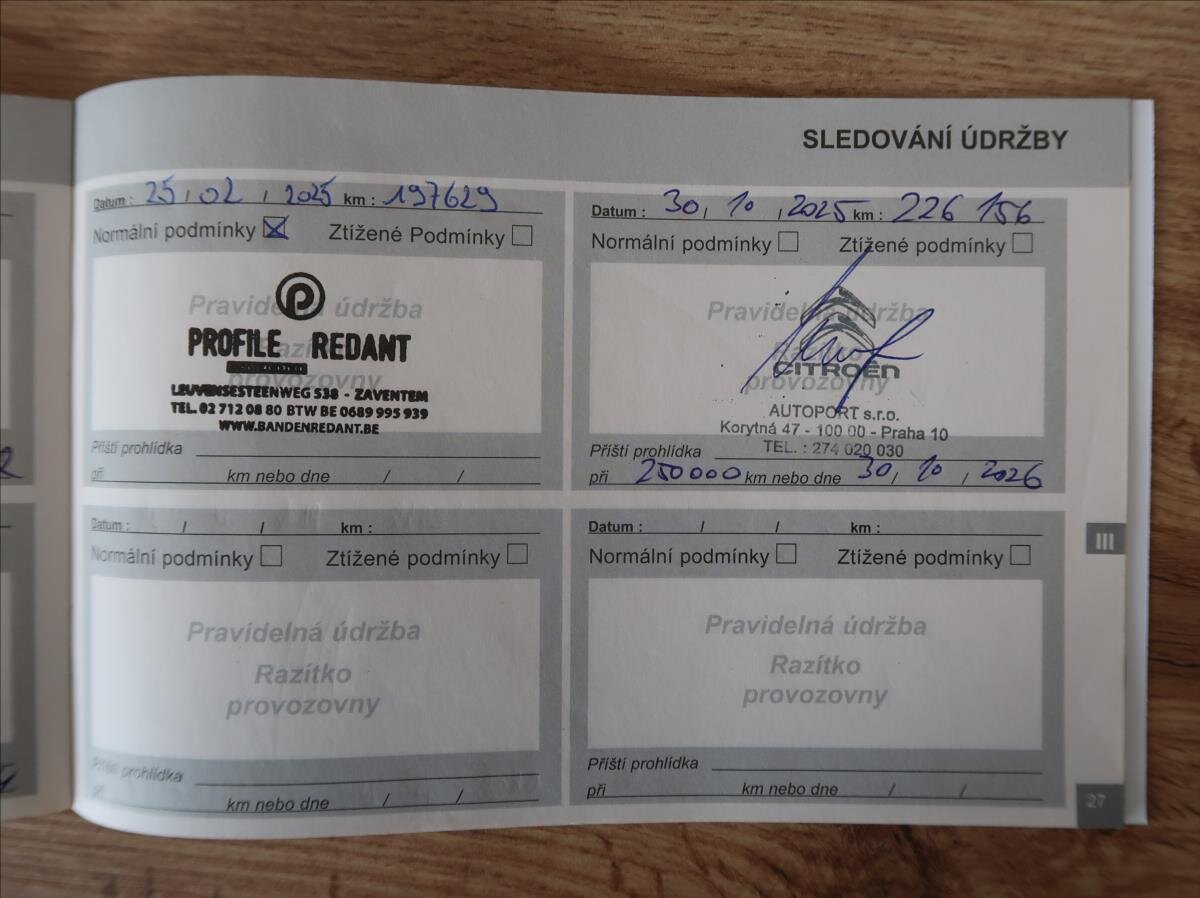 SLEDOVÁNÍ ÚDRŽBY
Datum : 25 / 02 / 2025 km : 197629
Normální podmínky Ztížené Podmínky
Pravidelná údržba
PROFILE REDANT
Razítko
provozovny
LEUVENSESTEENWEG 538 - ZAVENTEM
TEL. 02 712 08 80 BTW BE 0689 995 939
WWW.BANDENREDANT.BE
Příští prohlídka
při km nebo dne / /
Datum : 30 / 10 / 2025 km : 226 156
Normální podmínky Ztížené podmínky
Pravidelná údržba
Razítko
CITROËN
provozovny
AUTOPORT s.r.o.
Korytná 47 - 100 00 - Praha 10
TEL. : 274 020 030
Příští prohlídka
při 250000 km nebo dne 30 / 10 / 2026
Datum : / / km :
Normální podmínky Ztížené podmínky
Pravidelná údržba
Razítko
provozovny
Příští prohlídka
při km nebo dne / /
Datum : / / km :
Normální podmínky Ztížené podmínky
Pravidelná údržba
Razítko
provozovny
Příští prohlídka
při km nebo dne / /
III
27